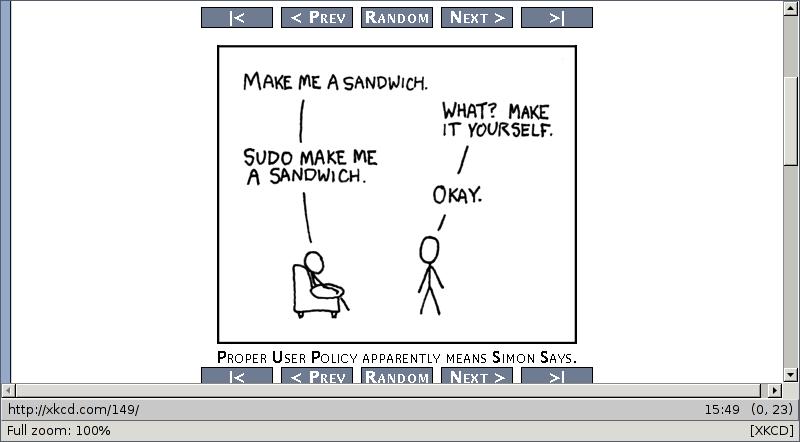 |< < Prev Random Next > >|
Make me a sandwich.
What? Make
it yourself.
Sudo make me
a sandwich.
Okay.
Proper User Policy apparently means Simon Says.
|< < Prev Random Next > >|
http://xkcd.com/149/ 15:49 (0, 23)
Full zoom: 100% [XKCD]